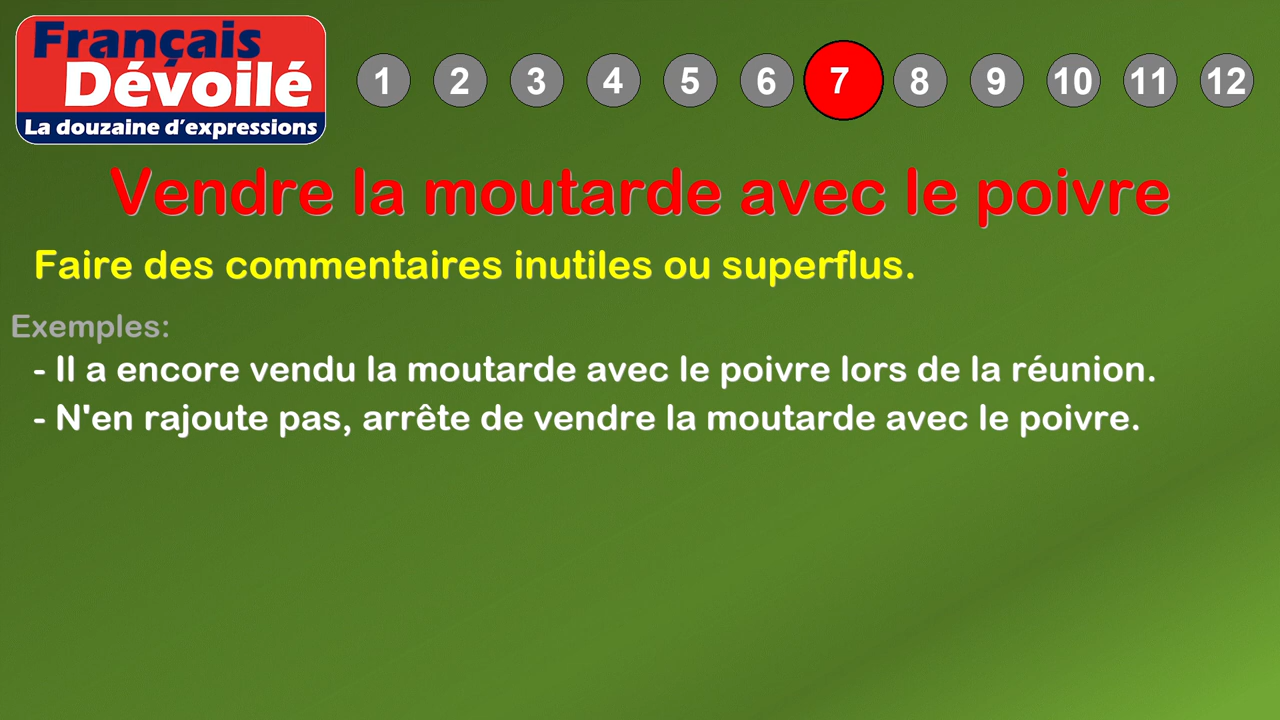 Français
Dévoilé
La douzaine d’expressions
1 2 3 4 5 6 7 8 9 10 11 12
Vendre la moutarde avec le poivre
Faire des commentaires inutiles ou superflus.
Exemples:
- Il a encore vendu la moutarde avec le poivre lors de la réunion.
- N'en rajoute pas, arrête de vendre la moutarde avec le poivre.